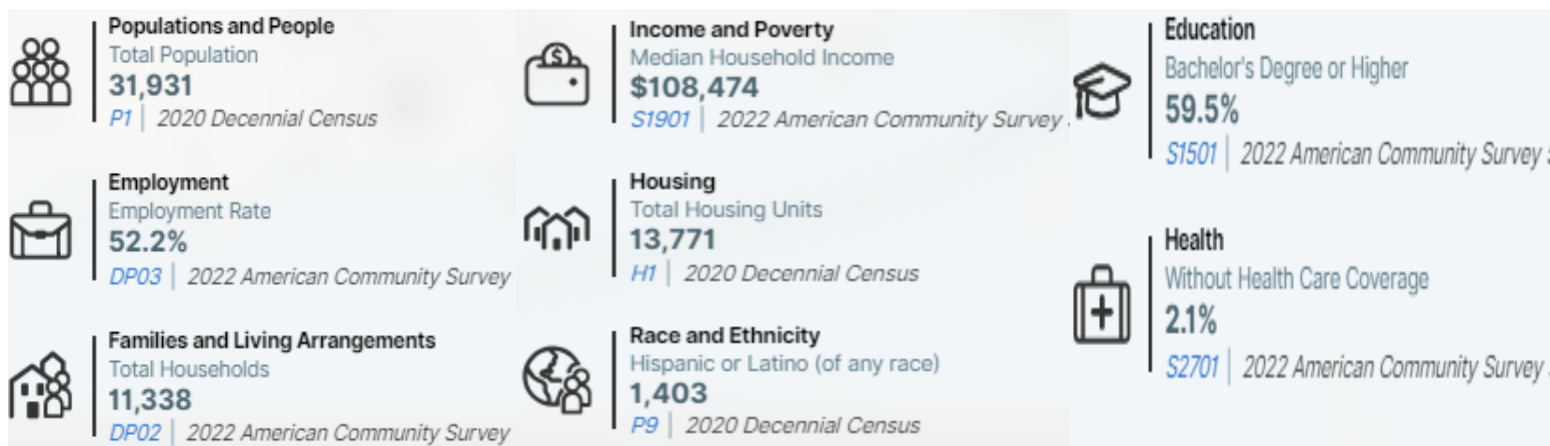 Populations and People
Total Population
31,931
P1 | 2020 Decennial Census
Employment
Employment Rate
52.2%
DP03 | 2022 American Community Survey
Families and Living Arrangements
Total Households
11,338
DP02 | 2022 American Community Survey
Income and Poverty
Median Household Income
$108,474
S1901 | 2022 American Community Survey
Housing
Total Housing Units
13,771
H1 | 2020 Decennial Census
Race and Ethnicity
Hispanic or Latino (of any race)
1,403
P9 | 2020 Decennial Census
Education
Bachelor's Degree or Higher
59.5%
S1501 | 2022 American Community Survey
Health
Without Health Care Coverage
2.1%
S2701 | 2022 American Community Survey